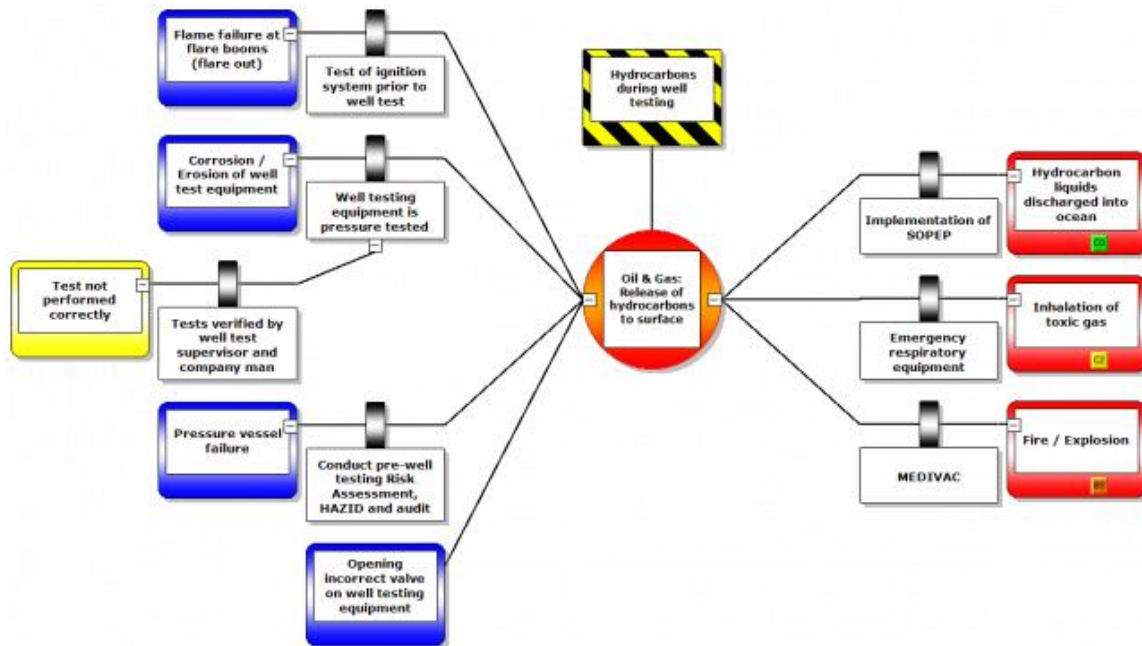 Flame failure at
flare booms
(flare out)
Test of ignition
system prior to
well test
Hydrocarbons
during well
testing
Corrosion /
Erosion of well
test equipment
Well testing
equipment is
pressure tested
Hydrocarbon
liquids
discharged into
ocean
C0
Implementation of
SOPEP
Test not
performed
correctly
Tests verified by
well test
supervisor and
company man
Oil & Gas:
Release of
hydrocarbons
to surface
Inhalation of
toxic gas
C2
Emergency
respiratory
equipment
Pressure vessel
failure
Conduct pre-well
testing Risk
Assessment,
HAZID and audit
Fire / Explosion
MEDIVAC
Opening
incorrect valve
on well testing
equipment